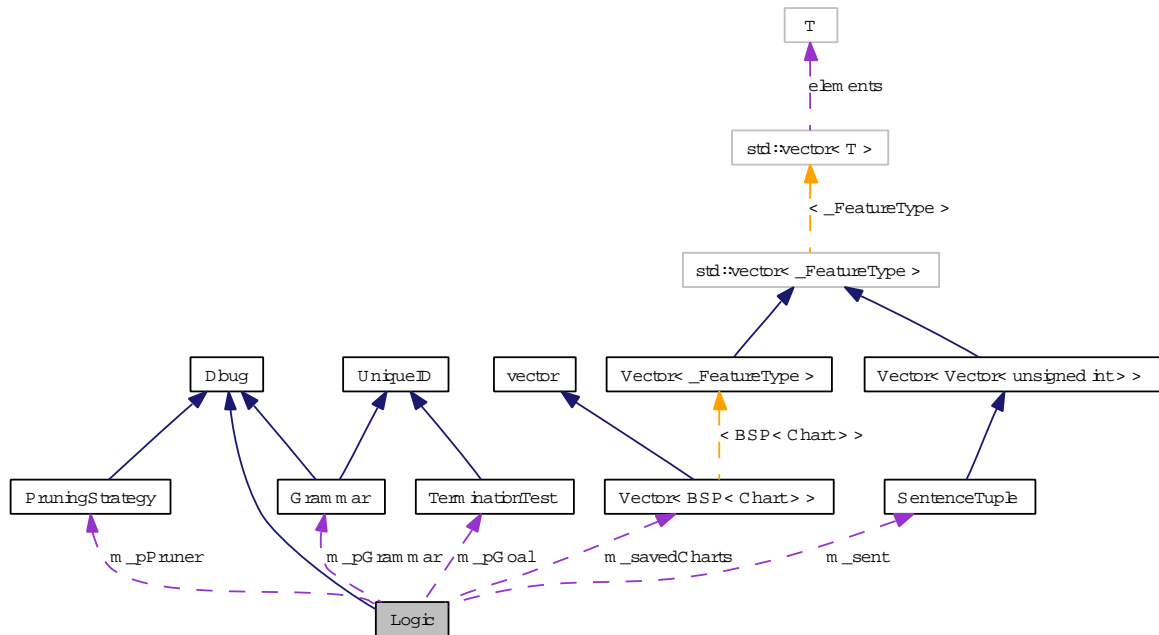 T
elements
std::vector< T >
< _FeatureType >
std::vector< _FeatureType >
Dbug
UniqueID
vector
Vector< _FeatureType >
Vector< Vector< unsigned int > >
< BSP< Chart > >
PruningStrategy
Grammar
TerminationTest
Vector< BSP< Chart > >
SentenceTuple
m_pPruner
m_pGrammar
m_pGoal
m_savedCharts
m_sent
Logic